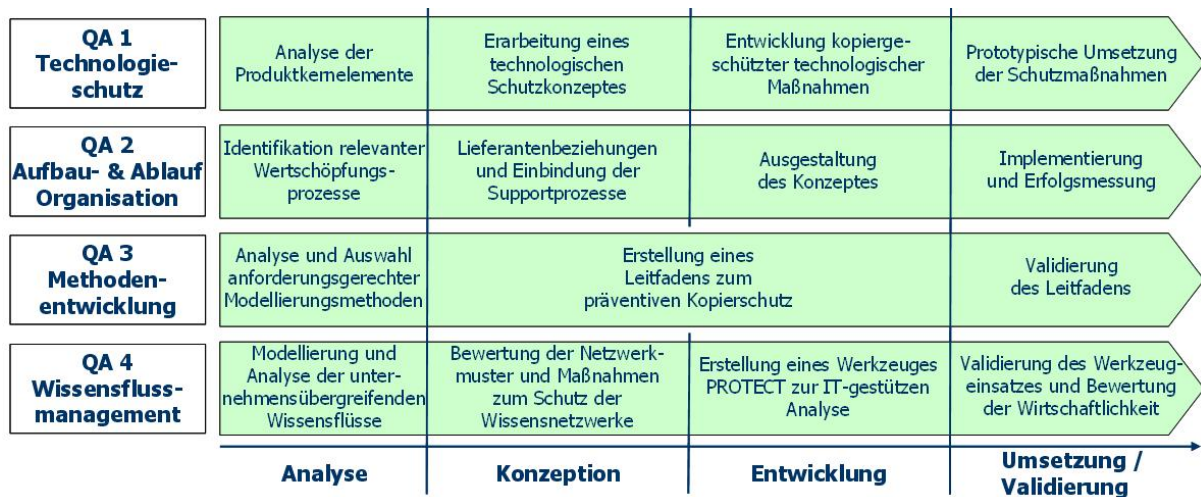 QA 1
Technologie-
schutz
Analyse der
Produktkernelemente
Erarbeitung eines
technologischen
Schutzkonzeptes
Entwicklung kopierge-
schützter technologischer
Maßnahmen
Prototypische Umsetzung
der Schutzmaßnahmen
QA 2
Aufbau- & Ablauf
Organisation
Identifikation relevanter
Wertschöpfungs-
prozesse
Lieferantenbeziehungen
und Einbindung der
Supportprozesse
Ausgestaltung
des Konzeptes
Implementierung
und Erfolgsmessung
QA 3
Methoden-
entwicklung
Analyse und Auswahl
anforderungsgerechter
Modellierungsmethoden
Erstellung eines
Leitfadens zum
präventiven Kopierschutz
Validierung
des Leitfadens
QA 4
Wissensfluss-
management
Modellierung und
Analyse der unter-
nehmensübergreifenden
Wissensflüsse
Bewertung der Netzwerk-
muster und Maßnahmen
zum Schutz der
Wissensnetzwerke
Erstellung eines Werkzeuges
PROTECT zur IT-gestützen
Analyse
Validierung des Werkzeug-
einsatzes und Bewertung
der Wirtschaftlichkeit
Analyse
Konzeption
Entwicklung
Umsetzung /
Validierung